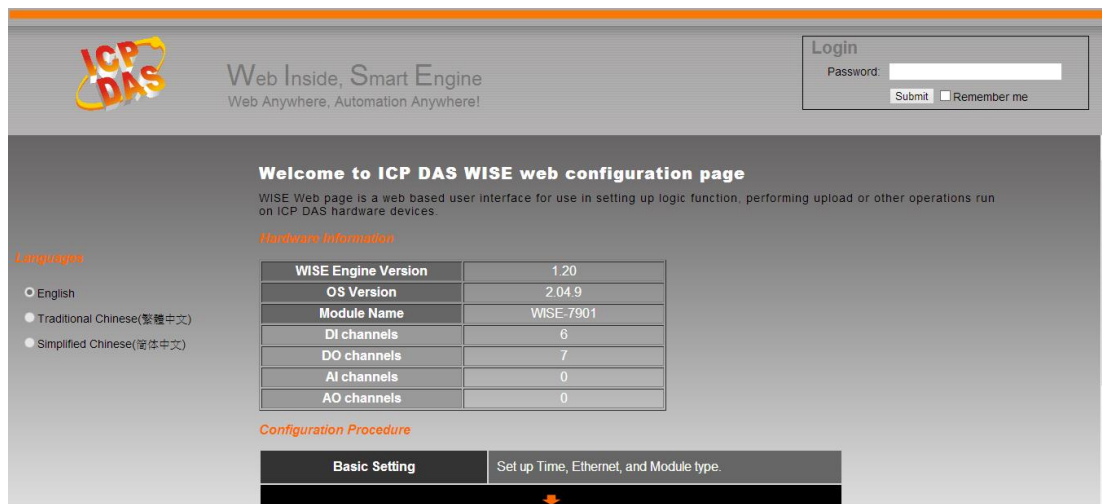 ICP
DAS
Web Inside, Smart Engine
Web Anywhere, Automation Anywhere!
Login
Password:
Submit Remember me
Welcome to ICP DAS WISE web configuration page
WISE Web page is a web based user interface for use in setting up logic function, performing upload or other operations run
on ICP DAS hardware devices.
Hardware Information
WISE Engine Version 1.20
OS Version 2.04.9
Module Name WISE-7901
DI channels 6
DO channels 7
AI channels 0
AO channels 0
Languages
English
Traditional Chinese(繁體中文)
Simplified Chinese(简体中文)
Configuration Procedure
Basic Setting Set up Time, Ethernet, and Module type.